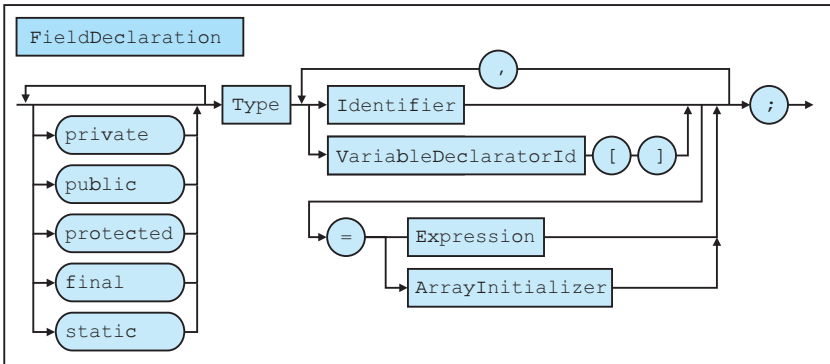 FieldDeclaration
,
Type Identifier ;
private
VariableDeclaratorId [ ]
public
protected
= Expression
final
ArrayInitializer
static